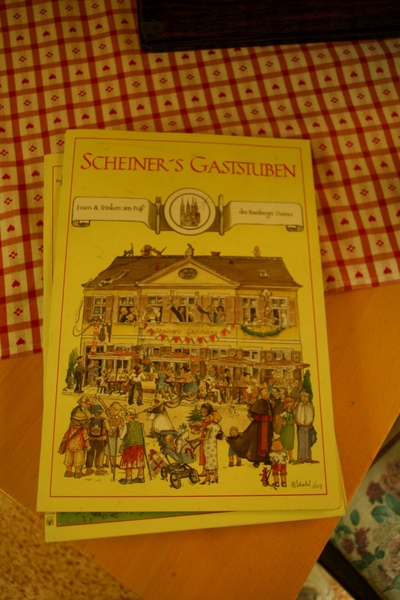 SCHEINER´S GASTSTUBEN
Essen & Trinken am Fuß
des Bamberger Domes